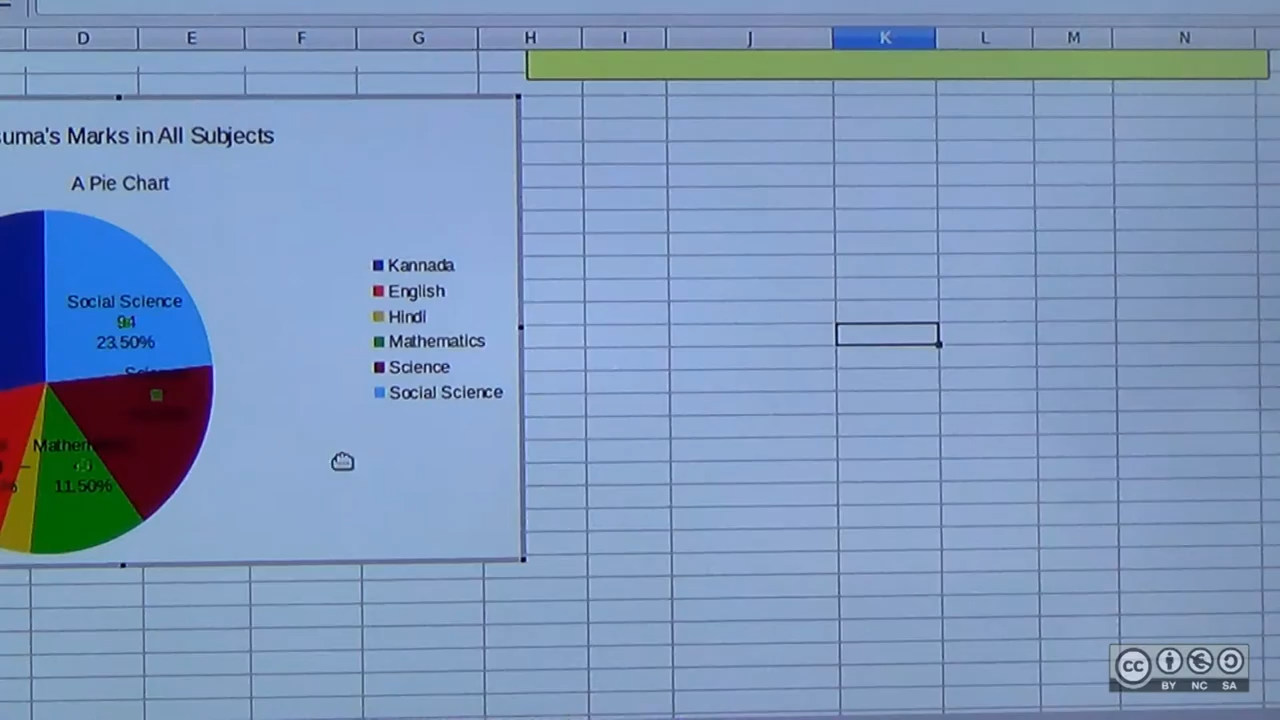 D E F G H I J K L M N
suma's Marks in All Subjects
A Pie Chart
Kannada
English
Hindi
Mathematics
Science
Social Science
Social Science
94
23.50%
11.50%
CC BY NC SA